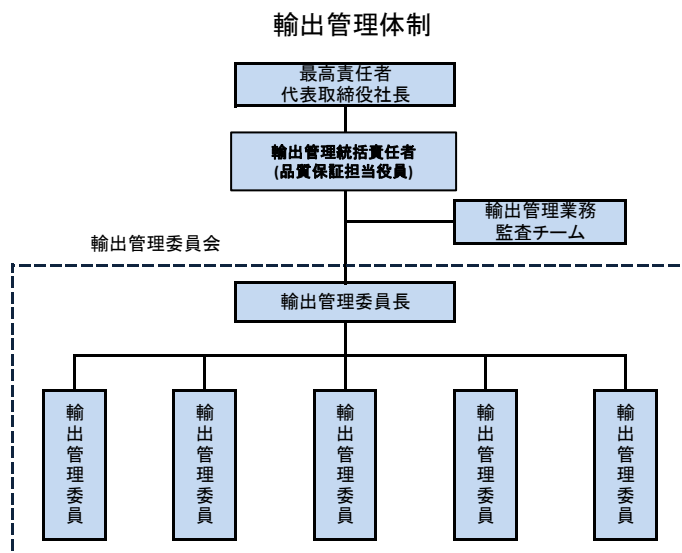 輸出管理体制
最高責任者
代表取締役社長
輸出管理統括責任者
(品質保証担当役員)
輸出管理業務
監査チーム
輸出管理委員会
輸出管理委員長
輸出管理委員
輸出管理委員
輸出管理委員
輸出管理委員
輸出管理委員